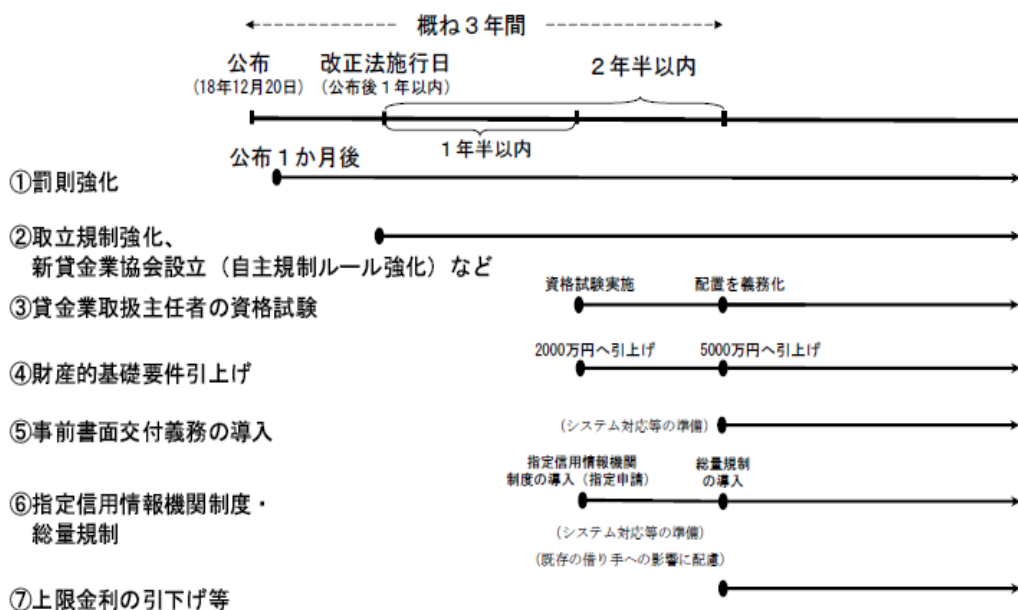 概ね３年間
公布
(18年12月20日)
改正法施行日
(公布後１年以内)
２年半以内
１年半以内
公布１か月後
①罰則強化
②取立規制強化、
新貸金業協会設立（自主規制ルール強化）など
③貸金業取扱主任者の資格試験
資格試験実施
配置を義務化
④財産的基礎要件引上げ
2000万円へ引上げ
5000万円へ引上げ
⑤事前書面交付義務の導入
(システム対応等の準備)
⑥指定信用情報機関制度・
総量規制
指定信用情報機関
制度の導入（指定申請）
総量規制
の導入
(システム対応等の準備)
(既存の借り手への影響に配慮)
⑦上限金利の引下げ等